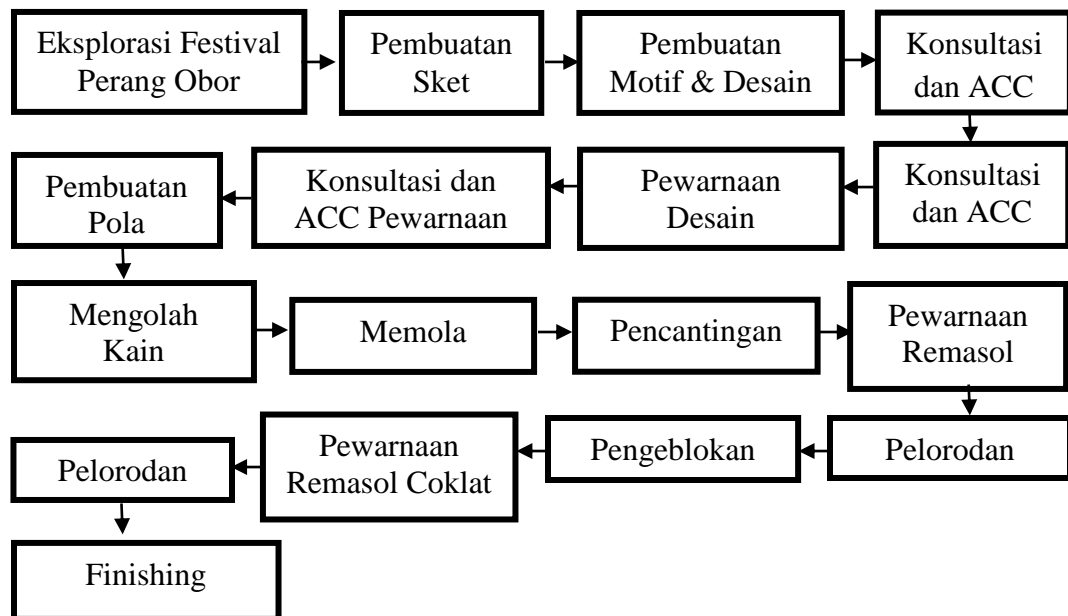 Eksplorasi Festival
Perang Obor
Pembuatan
Sket
Pembuatan
Motif & Desain
Konsultasi
dan ACC
Konsultasi
dan ACC
Pewarnaan
Desain
Konsultasi dan
ACC Pewarnaan
Pembuatan
Pola
Mengolah
Kain
Memola
Pencantingan
Pewarnaan
Remasol
Pelorodan
Pengeblokan
Pewarnaan
Remasol Coklat
Pelorodan
Finishing